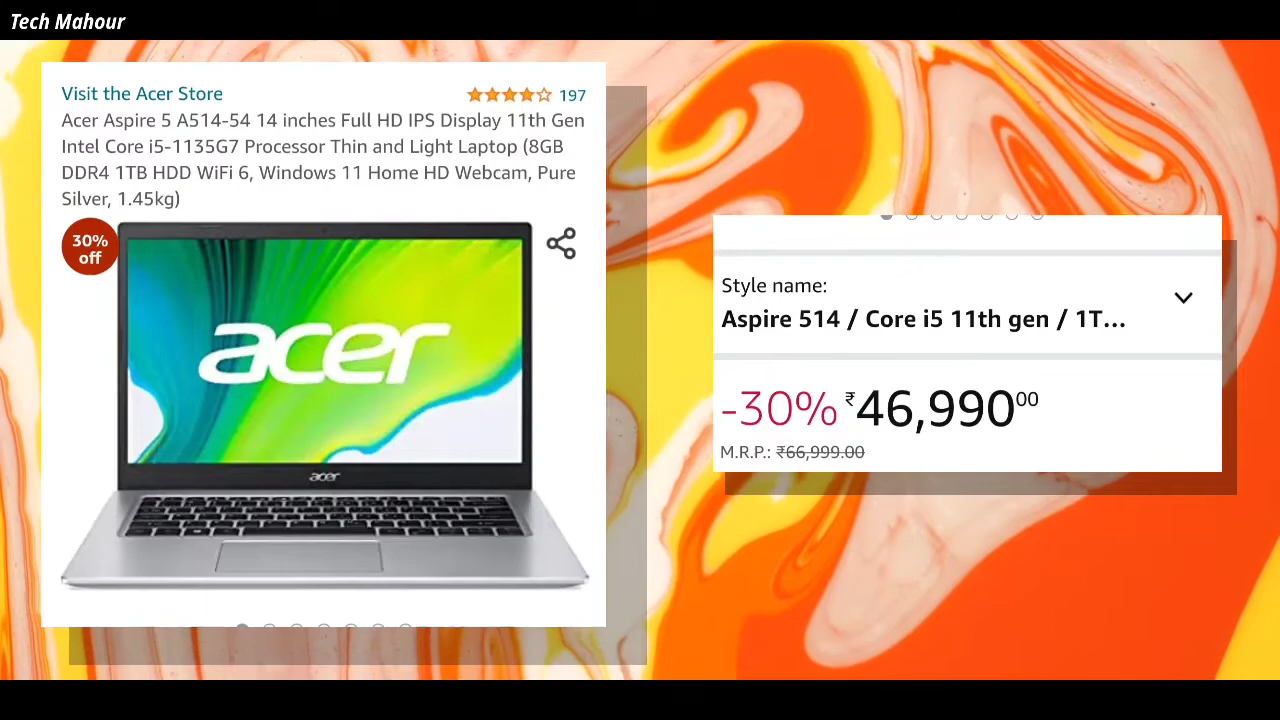 Tech Mahour
Visit the Acer Store
197
Acer Aspire 5 A514-54 14 inches Full HD IPS Display 11th Gen
Intel Core i5-1135G7 Processor Thin and Light Laptop (8GB
DDR4 1TB HDD WiFi 6, Windows 11 Home HD Webcam, Pure
Silver, 1.45kg)
30%
off
acer
acer
Style name:
Aspire 514 / Core i5 11th gen / 1T...
-30% ₹46,99000
M.R.P.: ₹66,999.00